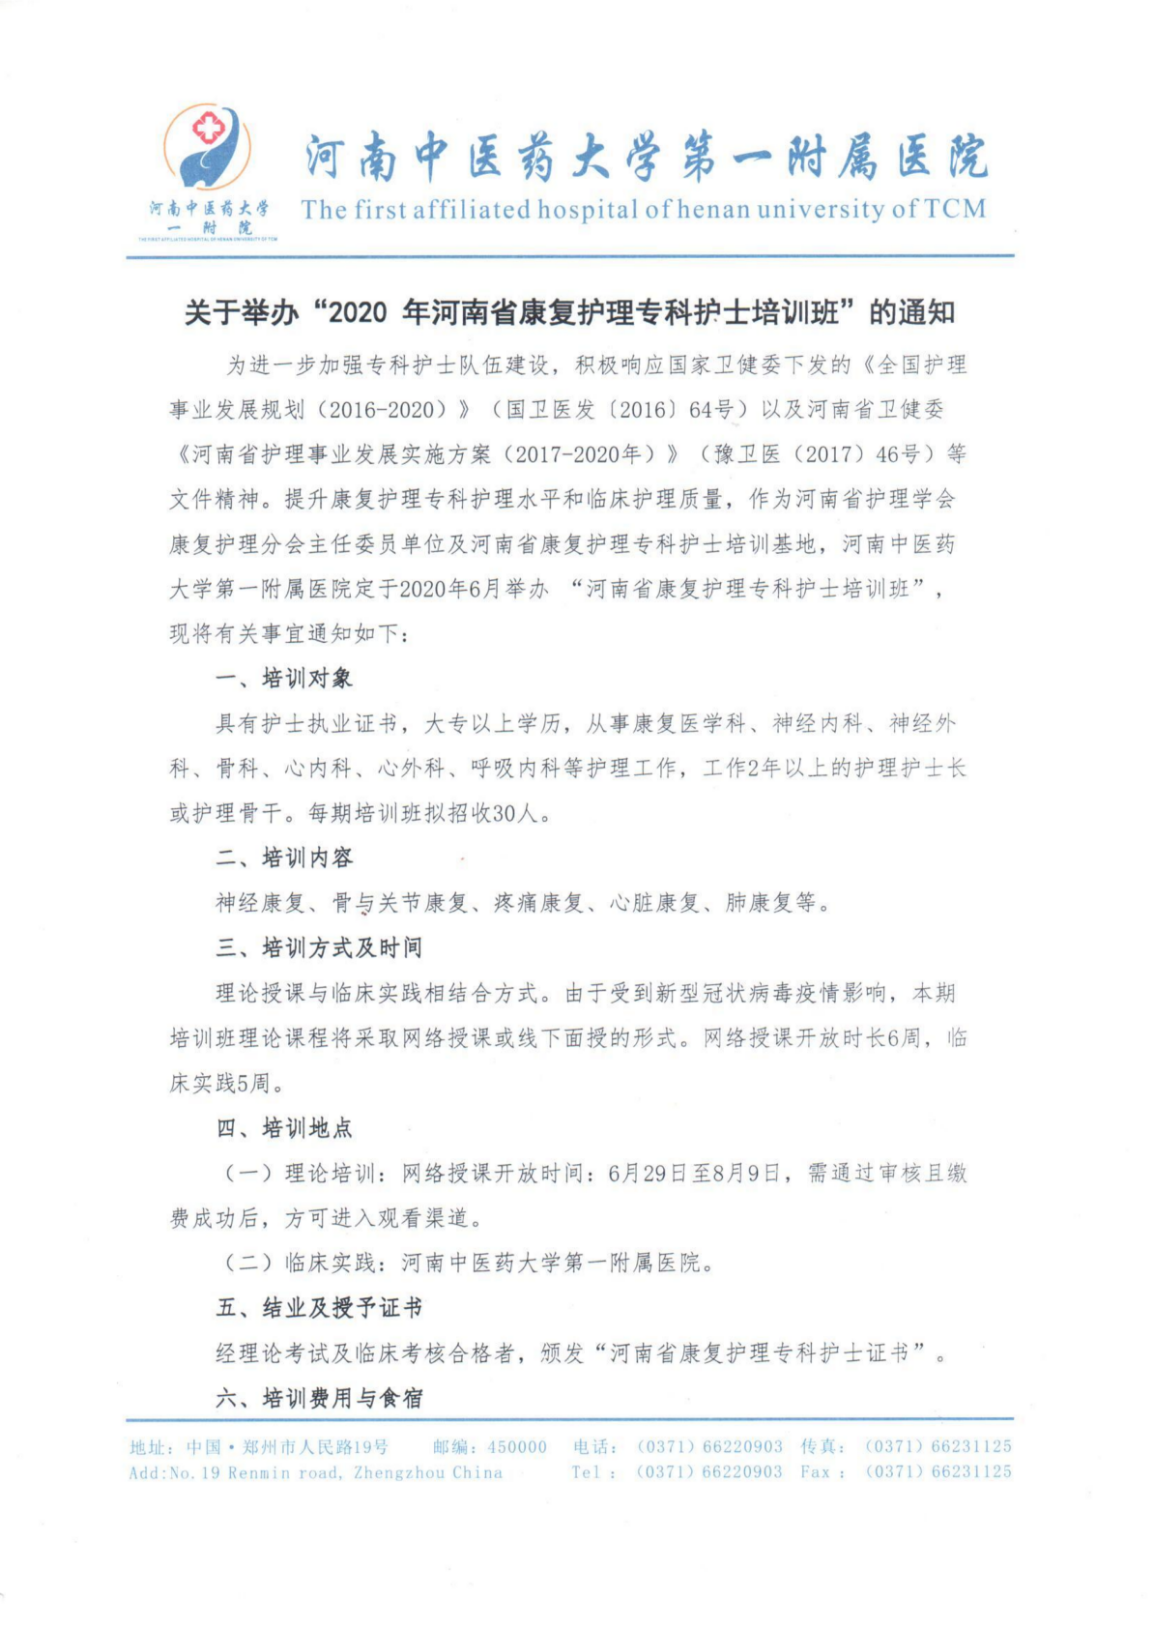 河南中医药大学
一附院
THE FIRST AFFILIATED HOSPITAL OF HENAN UNIVERSITY OF TCM
河南中医药大学第一附属医院
The first affiliated hospital of henan university of TCM
关于举办“2020 年河南省康复护理专科护士培训班”的通知
为进一步加强专科护士队伍建设，积极响应国家卫健委下发的《全国护理
事业发展规划（2016-2020）》（国卫医发〔2016〕64号）以及河南省卫健委
《河南省护理事业发展实施方案（2017-2020年）》（豫卫医（2017）46号）等
文件精神。提升康复护理专科护理水平和临床护理质量，作为河南省护理学会
康复护理分会主任委员单位及河南省康复护理专科护士培训基地，河南中医药
大学第一附属医院定于2020年6月举办 “河南省康复护理专科护士培训班”，
现将有关事宜通知如下：
一、培训对象
具有护士执业证书，大专以上学历，从事康复医学科、神经内科、神经外
科、骨科、心内科、心外科、呼吸内科等护理工作，工作2年以上的护理护士长
或护理骨干。每期培训班拟招收30人。
二、培训内容
神经康复、骨与关节康复、疼痛康复、心脏康复、肺康复等。
三、培训方式及时间
理论授课与临床实践相结合方式。由于受到新型冠状病毒疫情影响，本期
培训班理论课程将采取网络授课或线下面授的形式。网络授课开放时长6周，临
床实践5周。
四、培训地点
（一）理论培训：网络授课开放时间：6月29日至8月9日，需通过审核且缴
费成功后，方可进入观看渠道。
（二）临床实践：河南中医药大学第一附属医院。
五、结业及授予证书
经理论考试及临床考核合格者，颁发“河南省康复护理专科护士证书”。
六、培训费用与食宿
地址：中国·郑州市人民路19号 邮编：450000 电话：（0371）66220903 传真：（0371）66231125
Add:No.19 Renmin road, Zhengzhou China Tel：（0371）66220903 Fax：（0371）66231125